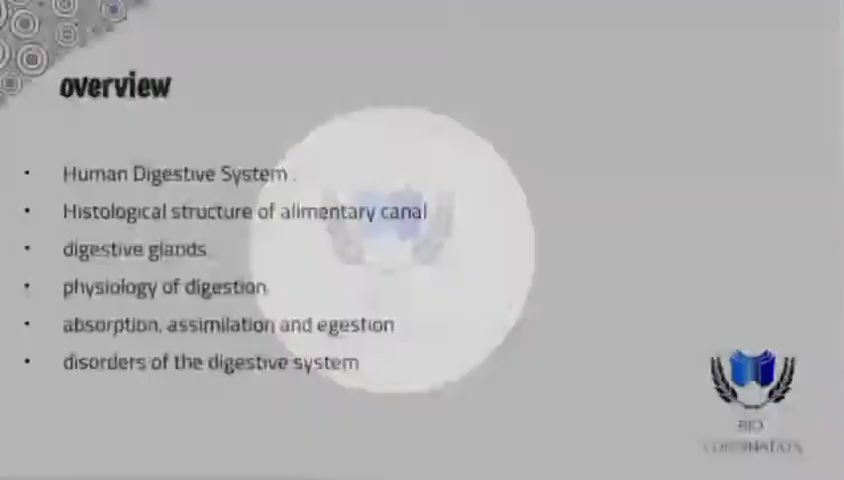 overview
• Human Digestive System .
• Histological structure of alimentary canal
• digestive glands
• physiology of digestion
• absorption, assimilation and egestion
• disorders of the digestive system
BIO